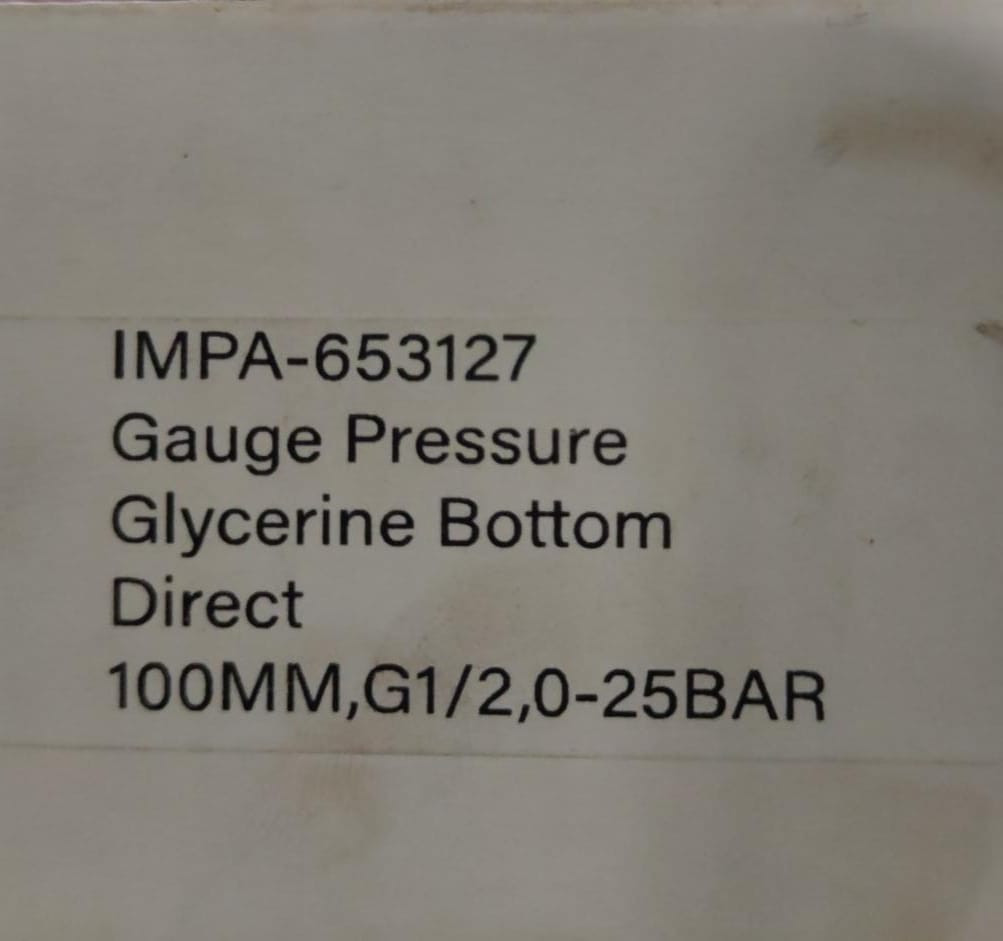 IMPA-653127
Gauge Pressure
Glycerine Bottom
Direct
100MM,G1/2,0-25BAR